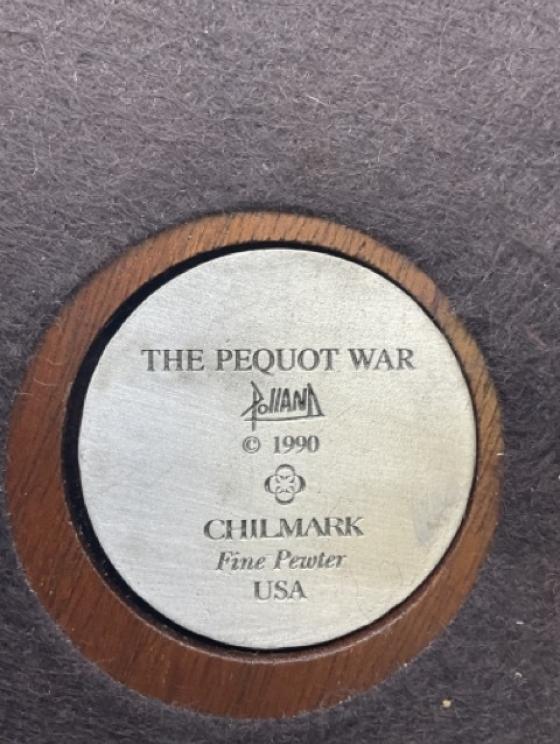 THE PEQUOT WAR
Polland
© 1990
CHILMARK
Fine Pewter
USA